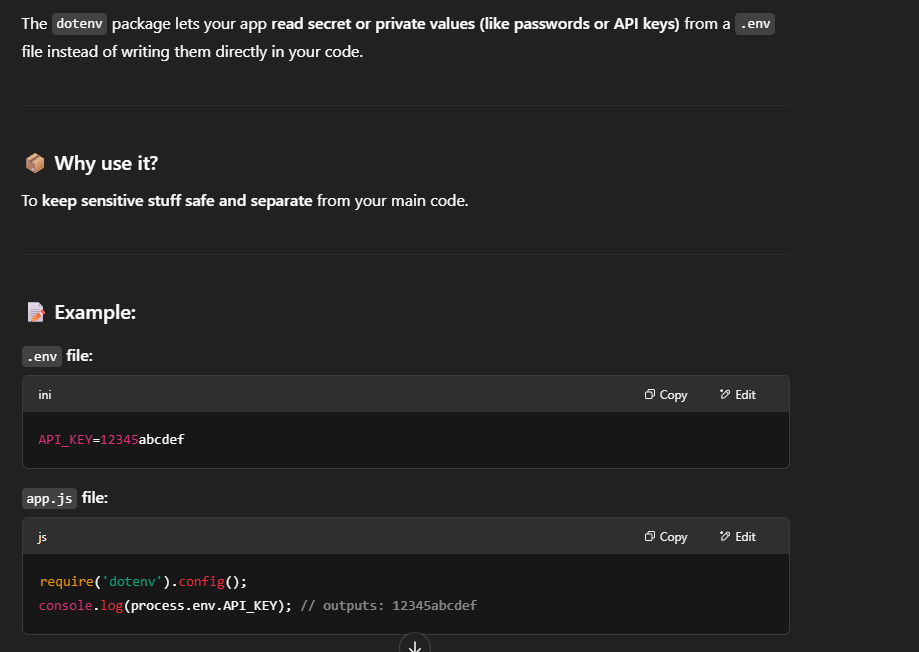 The dotenv package lets your app read secret or private values (like passwords or API keys) from a .env
file instead of writing them directly in your code.
📦 Why use it?
To keep sensitive stuff safe and separate from your main code.
📝 Example:
.env file:
ini Copy Edit
API_KEY=12345abcdef
app.js file:
js Copy Edit
require('dotenv').config();
console.log(process.env.API_KEY); // outputs: 12345abcdef